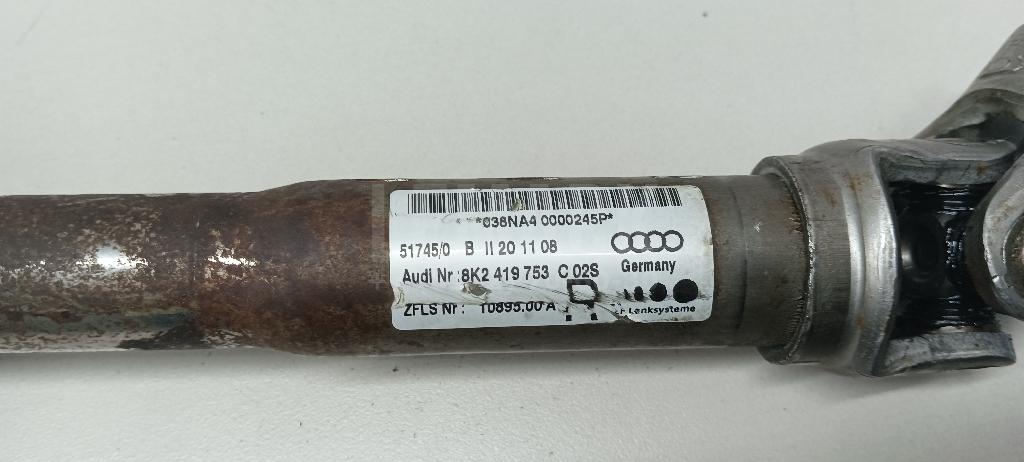 *038NA4 0000245P*
51745/0 B II 20 11 08
Audi Nr:8K2 419 753 C 02S
Germany
ZFLS Nr: 10895.00 A R
Lenksysteme